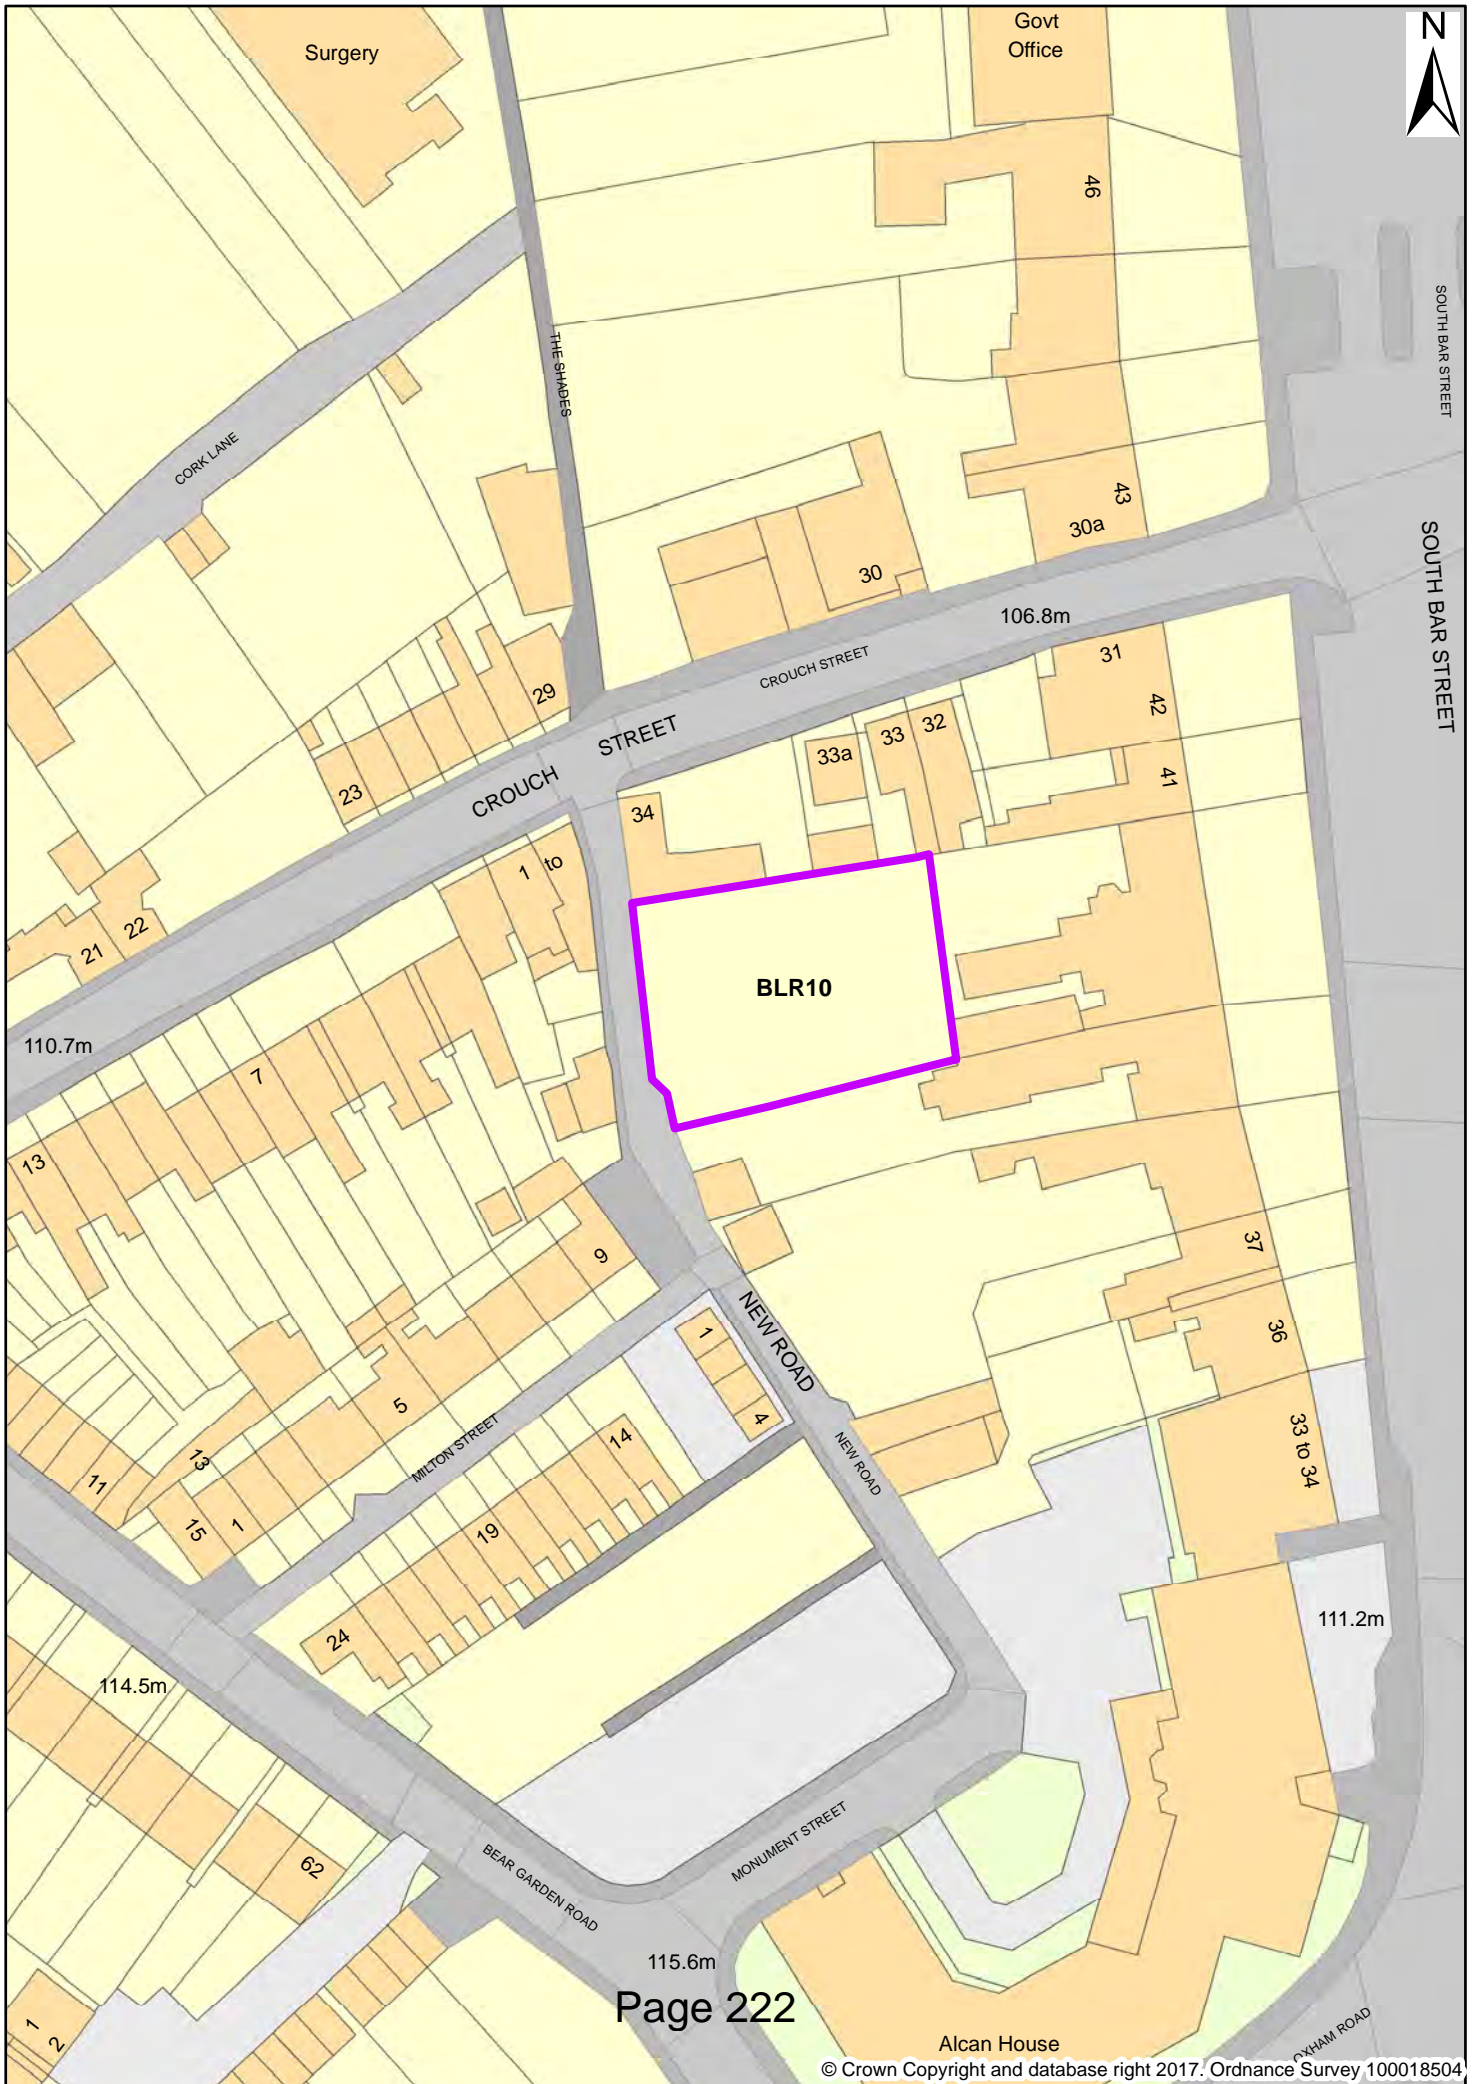 N
Govt
Office
Surgery
46
SOUTH BAR STREET
THE SHADES
CORK LANE
43
30a
30
SOUTH BAR STREET
106.8m
CROUCH STREET
31
29
42
STREET
32
33
33a
41
CROUCH
23
34
1 to
22
21
BLR10
110.7m
7
13
37
9
NEW ROAD
1
36
4
5
MILTON STREET
14
33 to 34
NEW ROAD
13
11
15
1
19
24
111.2m
114.5m
MONUMENT STREET
62
BEAR GARDEN ROAD
115.6m
Page 222
1
2
Alcan House
OXHAM ROAD
© Crown Copyright and database right 2017. Ordnance Survey 100018504